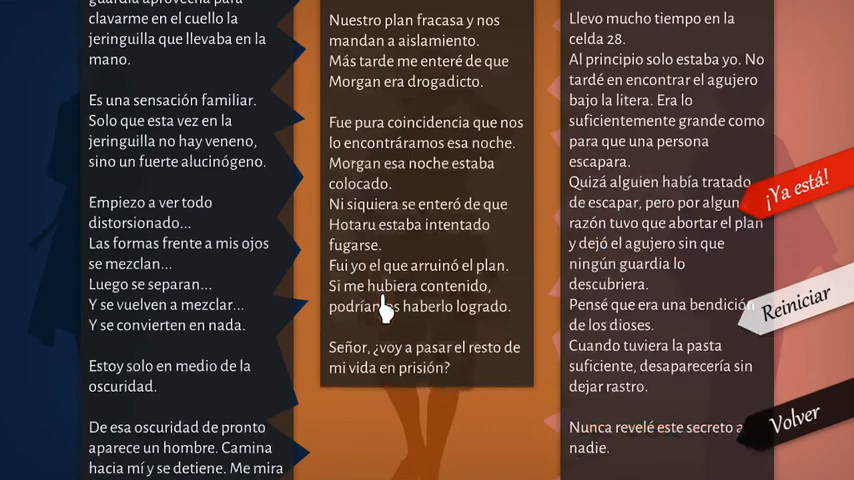 guardia aprovecha para
clavarme en el cuello la
jeringuilla que llevaba en la
mano.
Es una sensación familiar.
Solo que esta vez en la
jeringuilla no hay veneno,
sino un fuerte alucinógeno.
Empiezo a ver todo
distorsionado...
Las formas frente a mis ojos
se mezclan...
Luego se separan...
Y se vuelven a mezclar...
Y se convierten en nada.
Estoy solo en medio de la
oscuridad.
De esa oscuridad de pronto
aparece un hombre. Camina
hacia mí y se detiene. Me mira
Nuestro plan fracasa y nos
mandan a aislamiento.
Más tarde me enteré de que
Morgan era drogadicto.
Fue pura coincidencia que nos
lo encontráramos esa noche.
Morgan esa noche estaba
colocado.
Ni siquiera se enteró de que
Hotaru estaba intentado
fugarse.
Fui yo el que arruinó el plan.
Si me hubiera contenido,
podríamos haberlo logrado.
Señor, ¿voy a pasar el resto de
mi vida en prisión?
Llevo mucho tiempo en la
celda 28.
Al principio solo estaba yo. No
tardé en encontrar el agujero
bajo la litera. Era lo
suficientemente grande como
para que una persona
escapara.
Quizá alguien había tratado
de escapar, pero por alguna
razón tuvo que abortar el plan
y dejó el agujero sin que
ningún guardia lo
descubriera.
Pensé que era una bendición
de los dioses.
Cuando tuviera la pasta
suficiente, desaparecería sin
dejar rastro.
Nunca revelé este secreto a
nadie.
¡Ya está!
Reiniciar
Volver